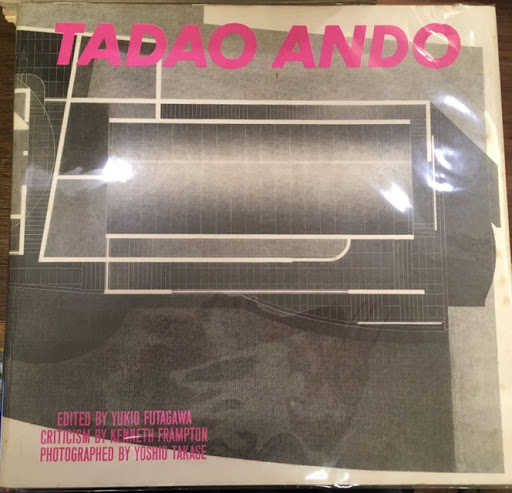 TADAO ANDO
EDITED BY YUKIO FUTAGAWA
CRITICISM BY KENNETH FRAMPTON
PHOTOGRAPHED BY YOSHIO TAKASE